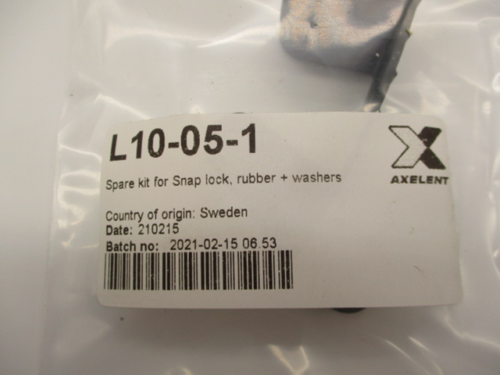 L10-05-1
AXELENT
Spare kit for Snap lock, rubber + washers
Country of origin: Sweden
Date: 210215
Batch no: 2021-02-15 06.53